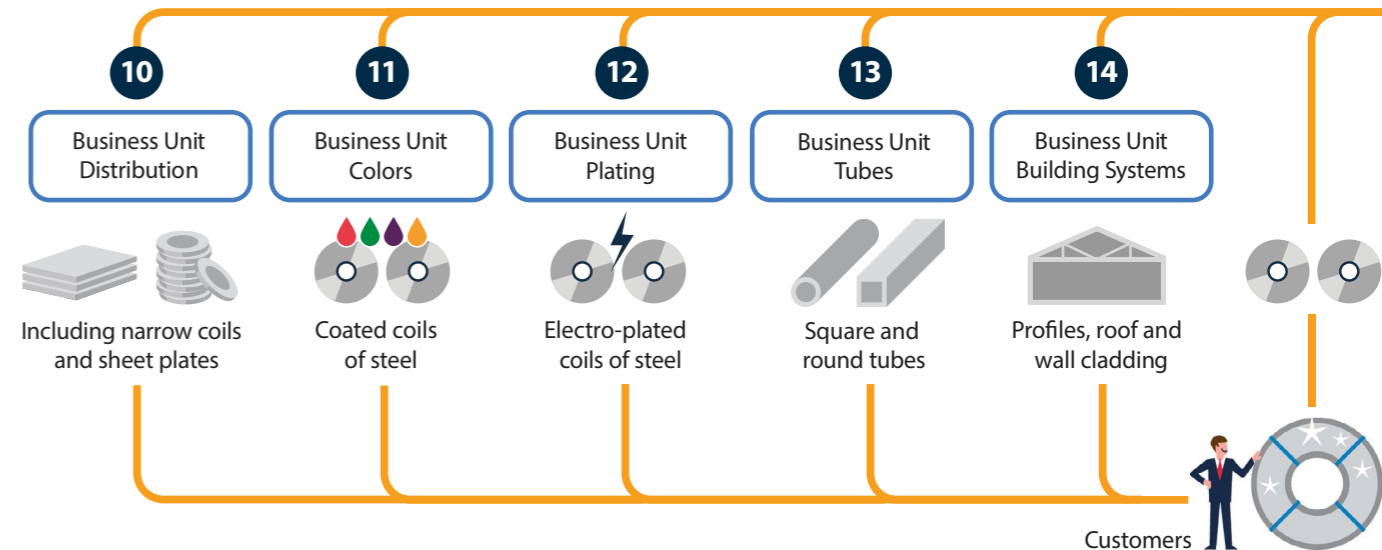 10
11
12
13
14
Business Unit
Distribution
Business Unit
Colors
Business Unit
Plating
Business Unit
Tubes
Business Unit
Building Systems
Including narrow coils
and sheet plates
Coated coils
of steel
Electro-plated
coils of steel
Square and
round tubes
Profiles, roof and
wall cladding
Customers